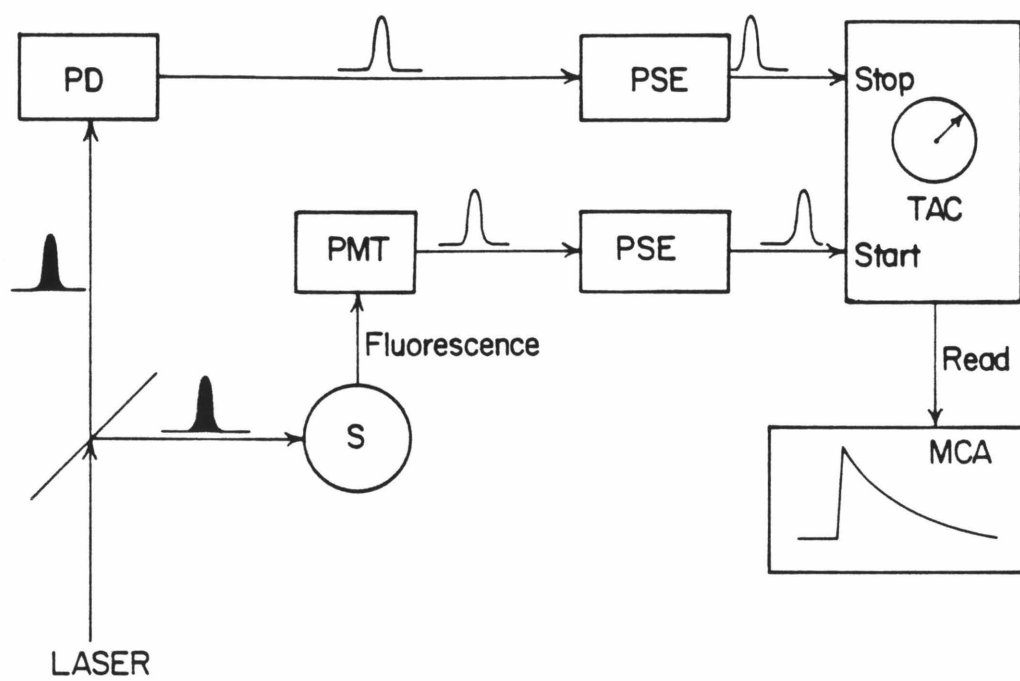 PD
PSE
Stop
TAC
PMT
PSE
Start
Fluorescence
Read
S
MCA
LASER